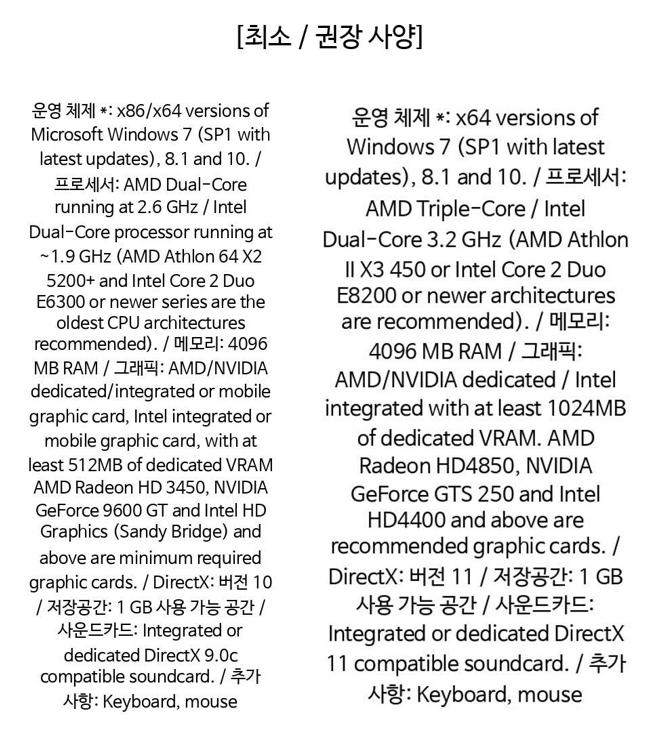 [최소 / 권장 사양]
운영 체제 *: x86/x64 versions of
Microsoft Windows 7 (SP1 with
latest updates), 8.1 and 10. /
프로세서: AMD Dual-Core
running at 2.6 GHz / Intel
Dual-Core processor running at
~1.9 GHz (AMD Athlon 64 X2
5200+ and Intel Core 2 Duo
E6300 or newer series are the
oldest CPU architectures
recommended). / 메모리: 4096
MB RAM / 그래픽: AMD/NVIDIA
dedicated/integrated or mobile
graphic card, Intel integrated or
mobile graphic card, with at
least 512MB of dedicated VRAM
AMD Radeon HD 3450, NVIDIA
GeForce 9600 GT and Intel HD
Graphics (Sandy Bridge) and
above are minimum required
graphic cards. / DirectX: 버전 10
/ 저장공간: 1 GB 사용 가능 공간 /
사운드카드: Integrated or
dedicated DirectX 9.0c
compatible soundcard. / 추가
사항: Keyboard, mouse
운영 체제 *: x64 versions of
Windows 7 (SP1 with latest
updates), 8.1 and 10. / 프로세서:
AMD Triple-Core / Intel
Dual-Core 3.2 GHz (AMD Athlon
II X3 450 or Intel Core 2 Duo
E8200 or newer architectures
are recommended). / 메모리:
4096 MB RAM / 그래픽:
AMD/NVIDIA dedicated / Intel
integrated with at least 1024MB
of dedicated VRAM. AMD
Radeon HD4850, NVIDIA
GeForce GTS 250 and Intel
HD4400 and above are
recommended graphic cards. /
DirectX: 버전 11 / 저장공간: 1 GB
사용 가능 공간 / 사운드카드:
Integrated or dedicated DirectX
11 compatible soundcard. / 추가
사항: Keyboard, mouse